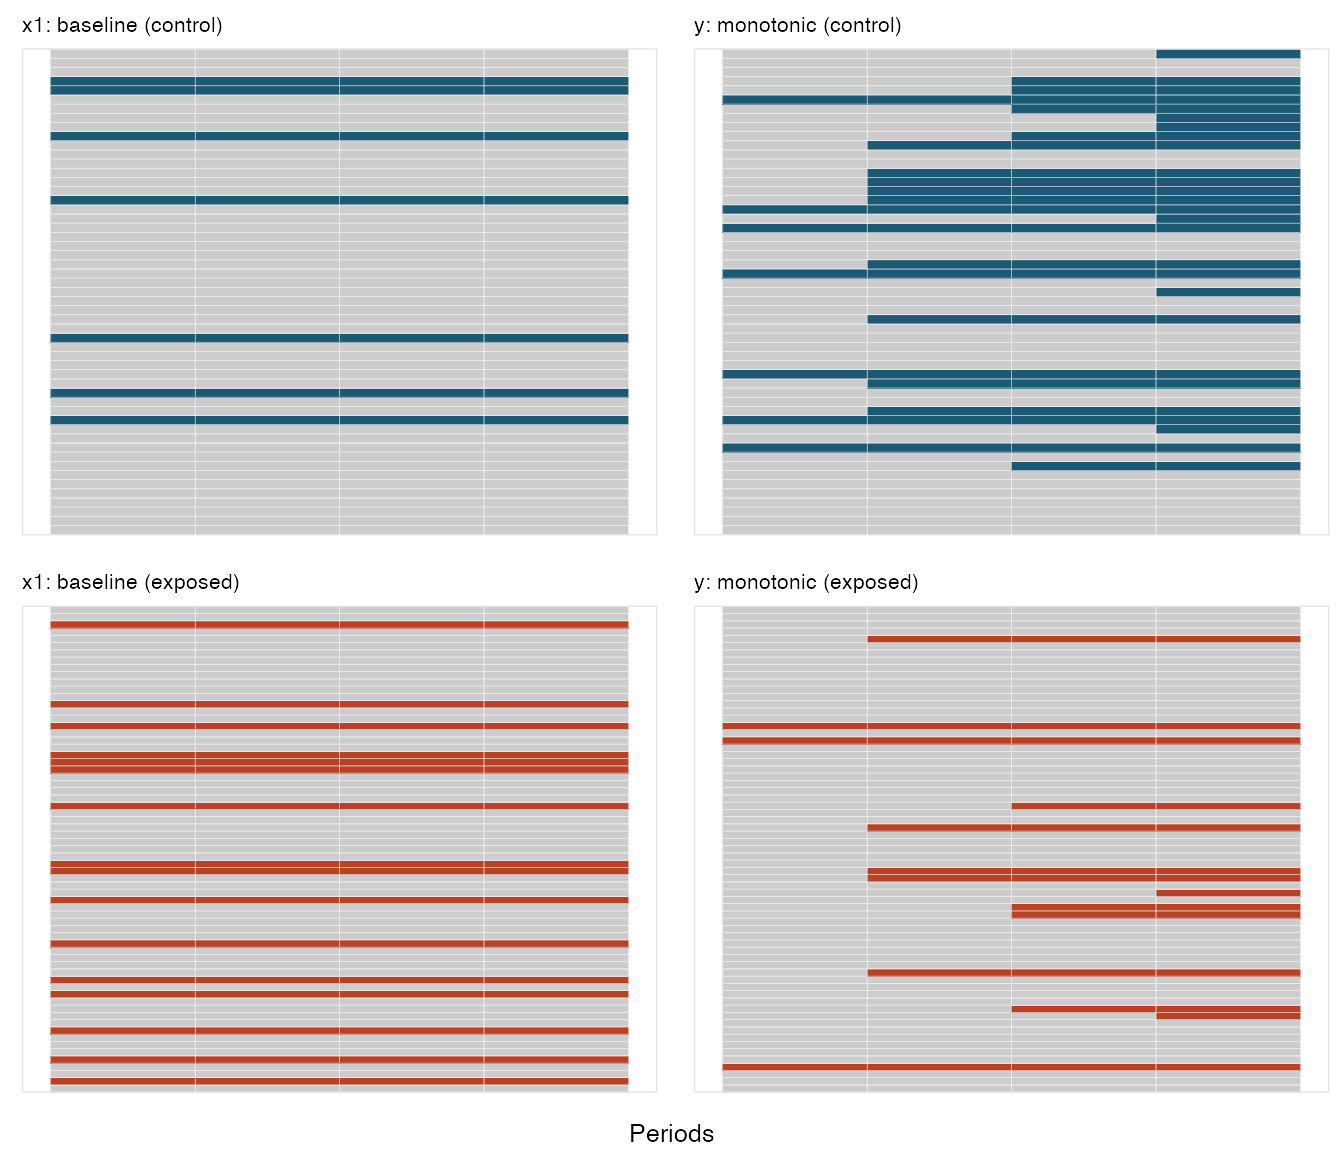 x1: baseline (control)
y: monotonic (control)
x1: baseline (exposed)
y: monotonic (exposed)
Periods